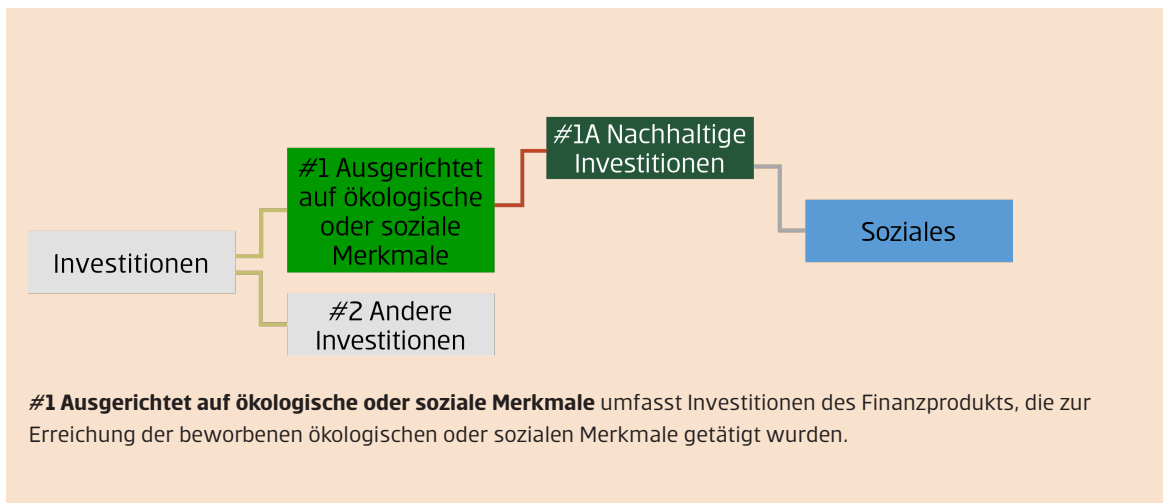 #1A Nachhaltige
Investitionen
#1 Ausgerichtet
auf ökologische
oder soziale
Merkmale
Soziales
Investitionen
#2 Andere
Investitionen
#1 Ausgerichtet auf ökologische oder soziale Merkmale umfasst Investitionen des Finanzprodukts, die zur
Erreichung der beworbenen ökologischen oder sozialen Merkmale getätigt wurden.